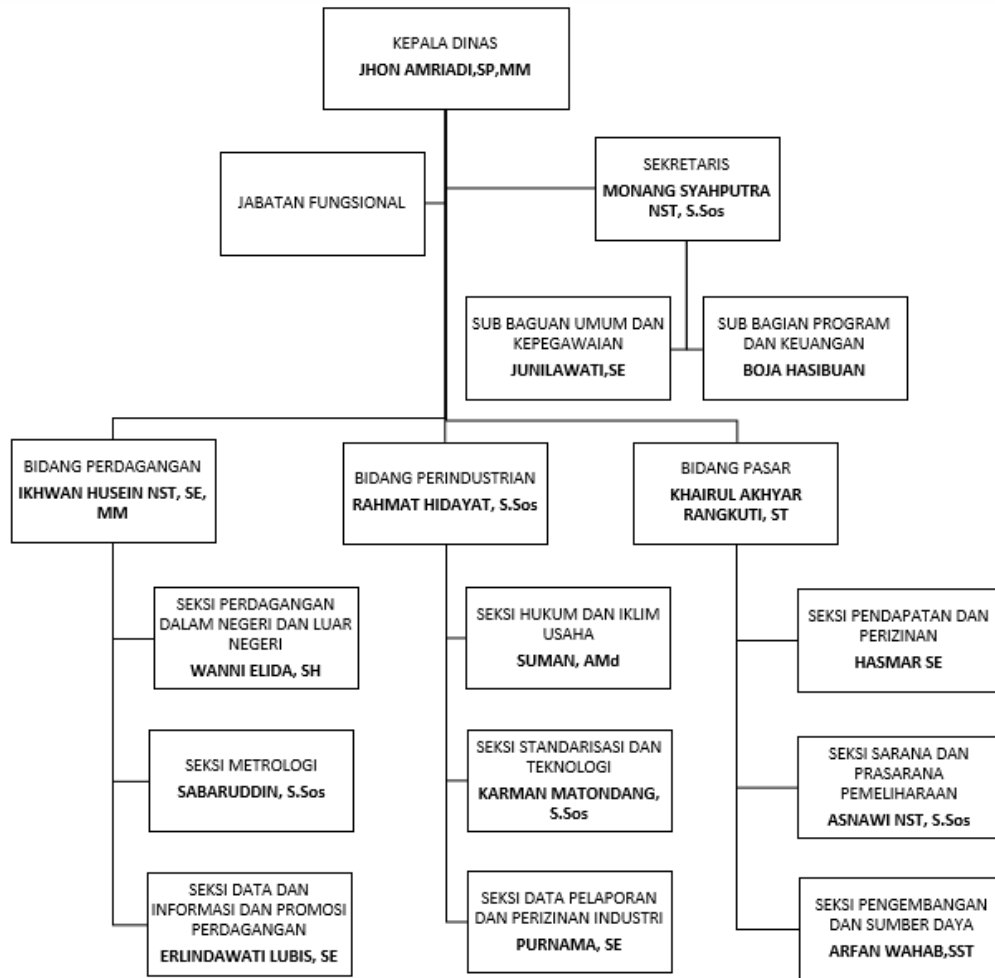 KEPALA DINAS
JHON AMRIADI,SP,MM
JABATAN FUNGSIONAL
SEKRETARIS
MONANG SYAHPUTRA
NST, S.Sos
SUB BAGUAN UMUM DAN
KEPEGAWAIAN
JUNILAWATI,SE
SUB BAGIAN PROGRAM
DAN KEUANGAN
BOJA HASIBUAN
BIDANG PERDAGANGAN
IKHWAN HUSEIN NST, SE,
MM
BIDANG PERINDUSTRIAN
RAHMAT HIDAYAT, S.Sos
BIDANG PASAR
KHAIRUL AKHYAR
RANGKUTI, ST
SEKSI PERDAGANGAN
DALAM NEGERI DAN LUAR
NEGERI
WANNI ELIDA, SH
SEKSI HUKUM DAN IKLIM
USAHA
SUMAN, AMd
SEKSI PENDAPATAN DAN
PERIZINAN
HASMAR SE
SEKSI METROLOGI
SABARUDDIN, S.Sos
SEKSI STANDARISASI DAN
TEKNOLOGI
KARMAN MATONDANG,
S.Sos
SEKSI SARANA DAN
PRASARANA
PEMELIHARAAN
ASNAWI NST, S.Sos
SEKSI DATA DAN
INFORMASI DAN PROMOSI
PERDAGANGAN
ERLINDAWATI LUBIS, SE
SEKSI DATA PELAPORAN
DAN PERIZINAN INDUSTRI
PURNAMA, SE
SEKSI PENGEMBANGAN
DAN SUMBER DAYA
ARFAN WAHAB,SST